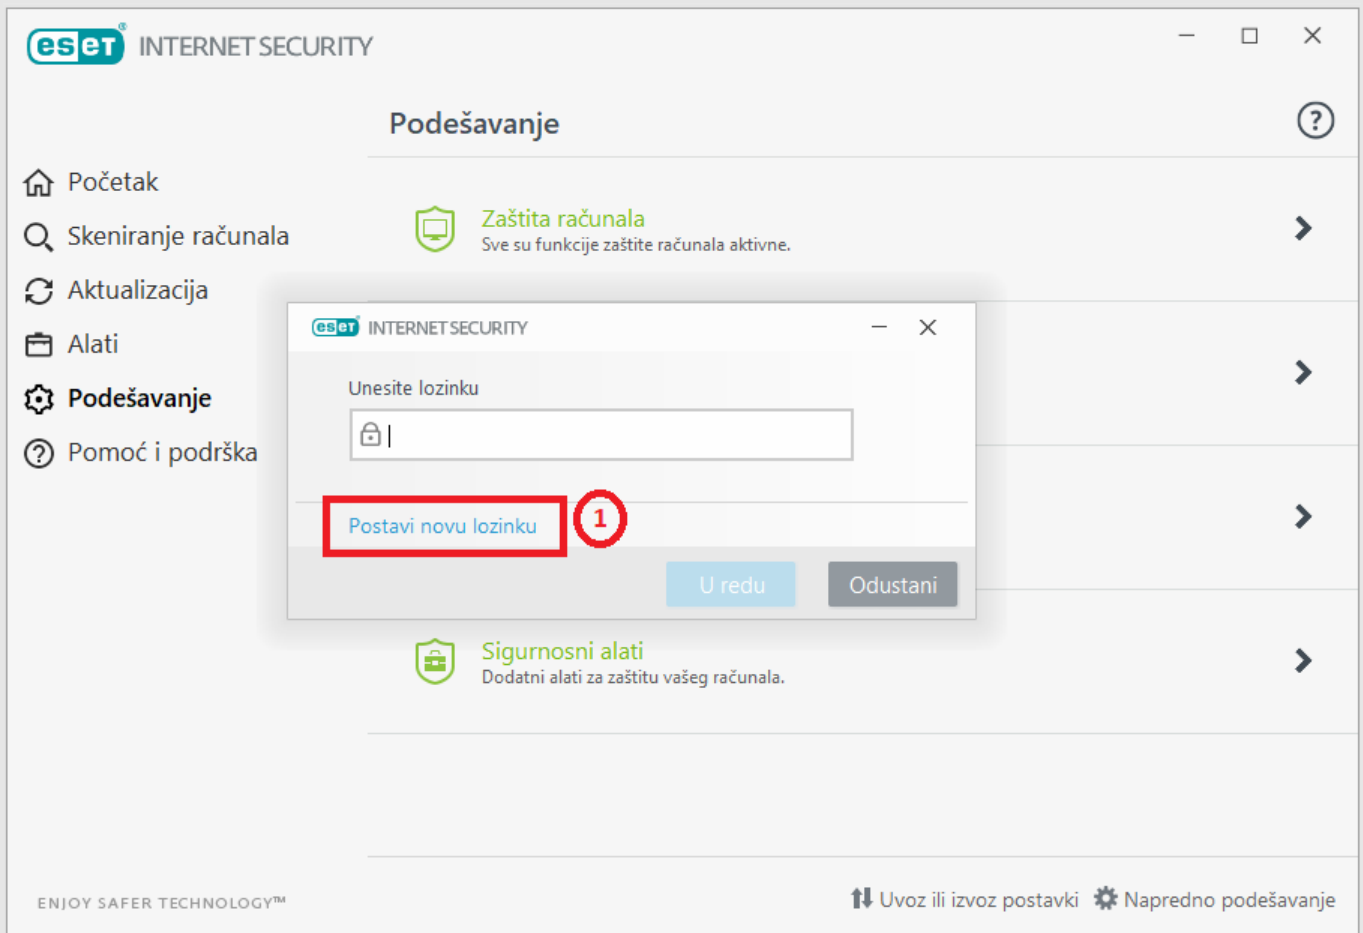 eset® INTERNET SECURITY
Podešavanje
Početak
Skeniranje računala
Aktualizacija
Alati
Podešavanje
Pomoć i podrška
Zaštita računala
Sve su funkcije zaštite računala aktivne.
eset INTERNET SECURITY
Unesite lozinku
Postavi novu lozinku
1
U redu
Odustani
Sigurnosni alati
Dodatni alati za zaštitu vašeg računala.
ENJOY SAFER TECHNOLOGY™
Uvoz ili izvoz postavki
Napredno podešavanje